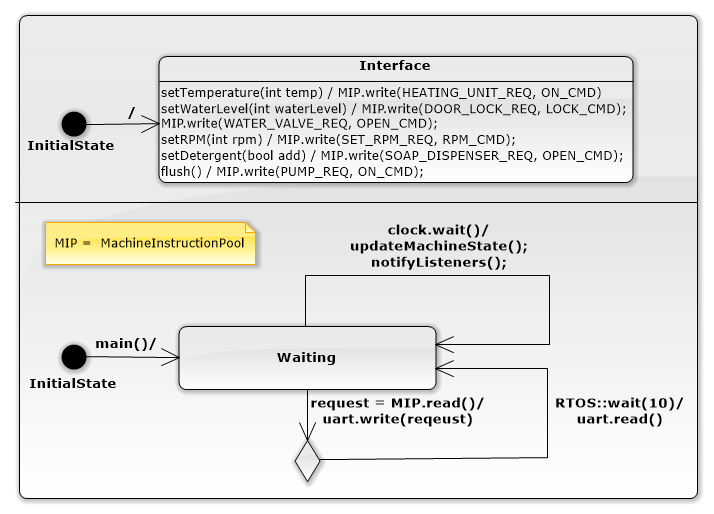 Interface
setTemperature(int temp) / MIP.write(HEATING_UNIT_REQ, ON_CMD)
setWaterLevel(int waterLevel) / MIP.write(DOOR_LOCK_REQ, LOCK_CMD);
MIP.write(WATER_VALVE_REQ, OPEN_CMD);
setRPM(int rpm) / MIP.write(SET_RPM_REQ, RPM_CMD);
setDetergent(bool add) / MIP.write(SOAP_DISPENSER_REQ, OPEN_CMD);
flush() / MIP.write(PUMP_REQ, ON_CMD);
/
InitialState
MIP = MachineInstructionPool
clock.wait()/
updateMachineState();
notifyListeners();
main()/
InitialState
Waiting
request = MIP.read()/
uart.write(reqeust)
RTOS::wait(10)/
uart.read()